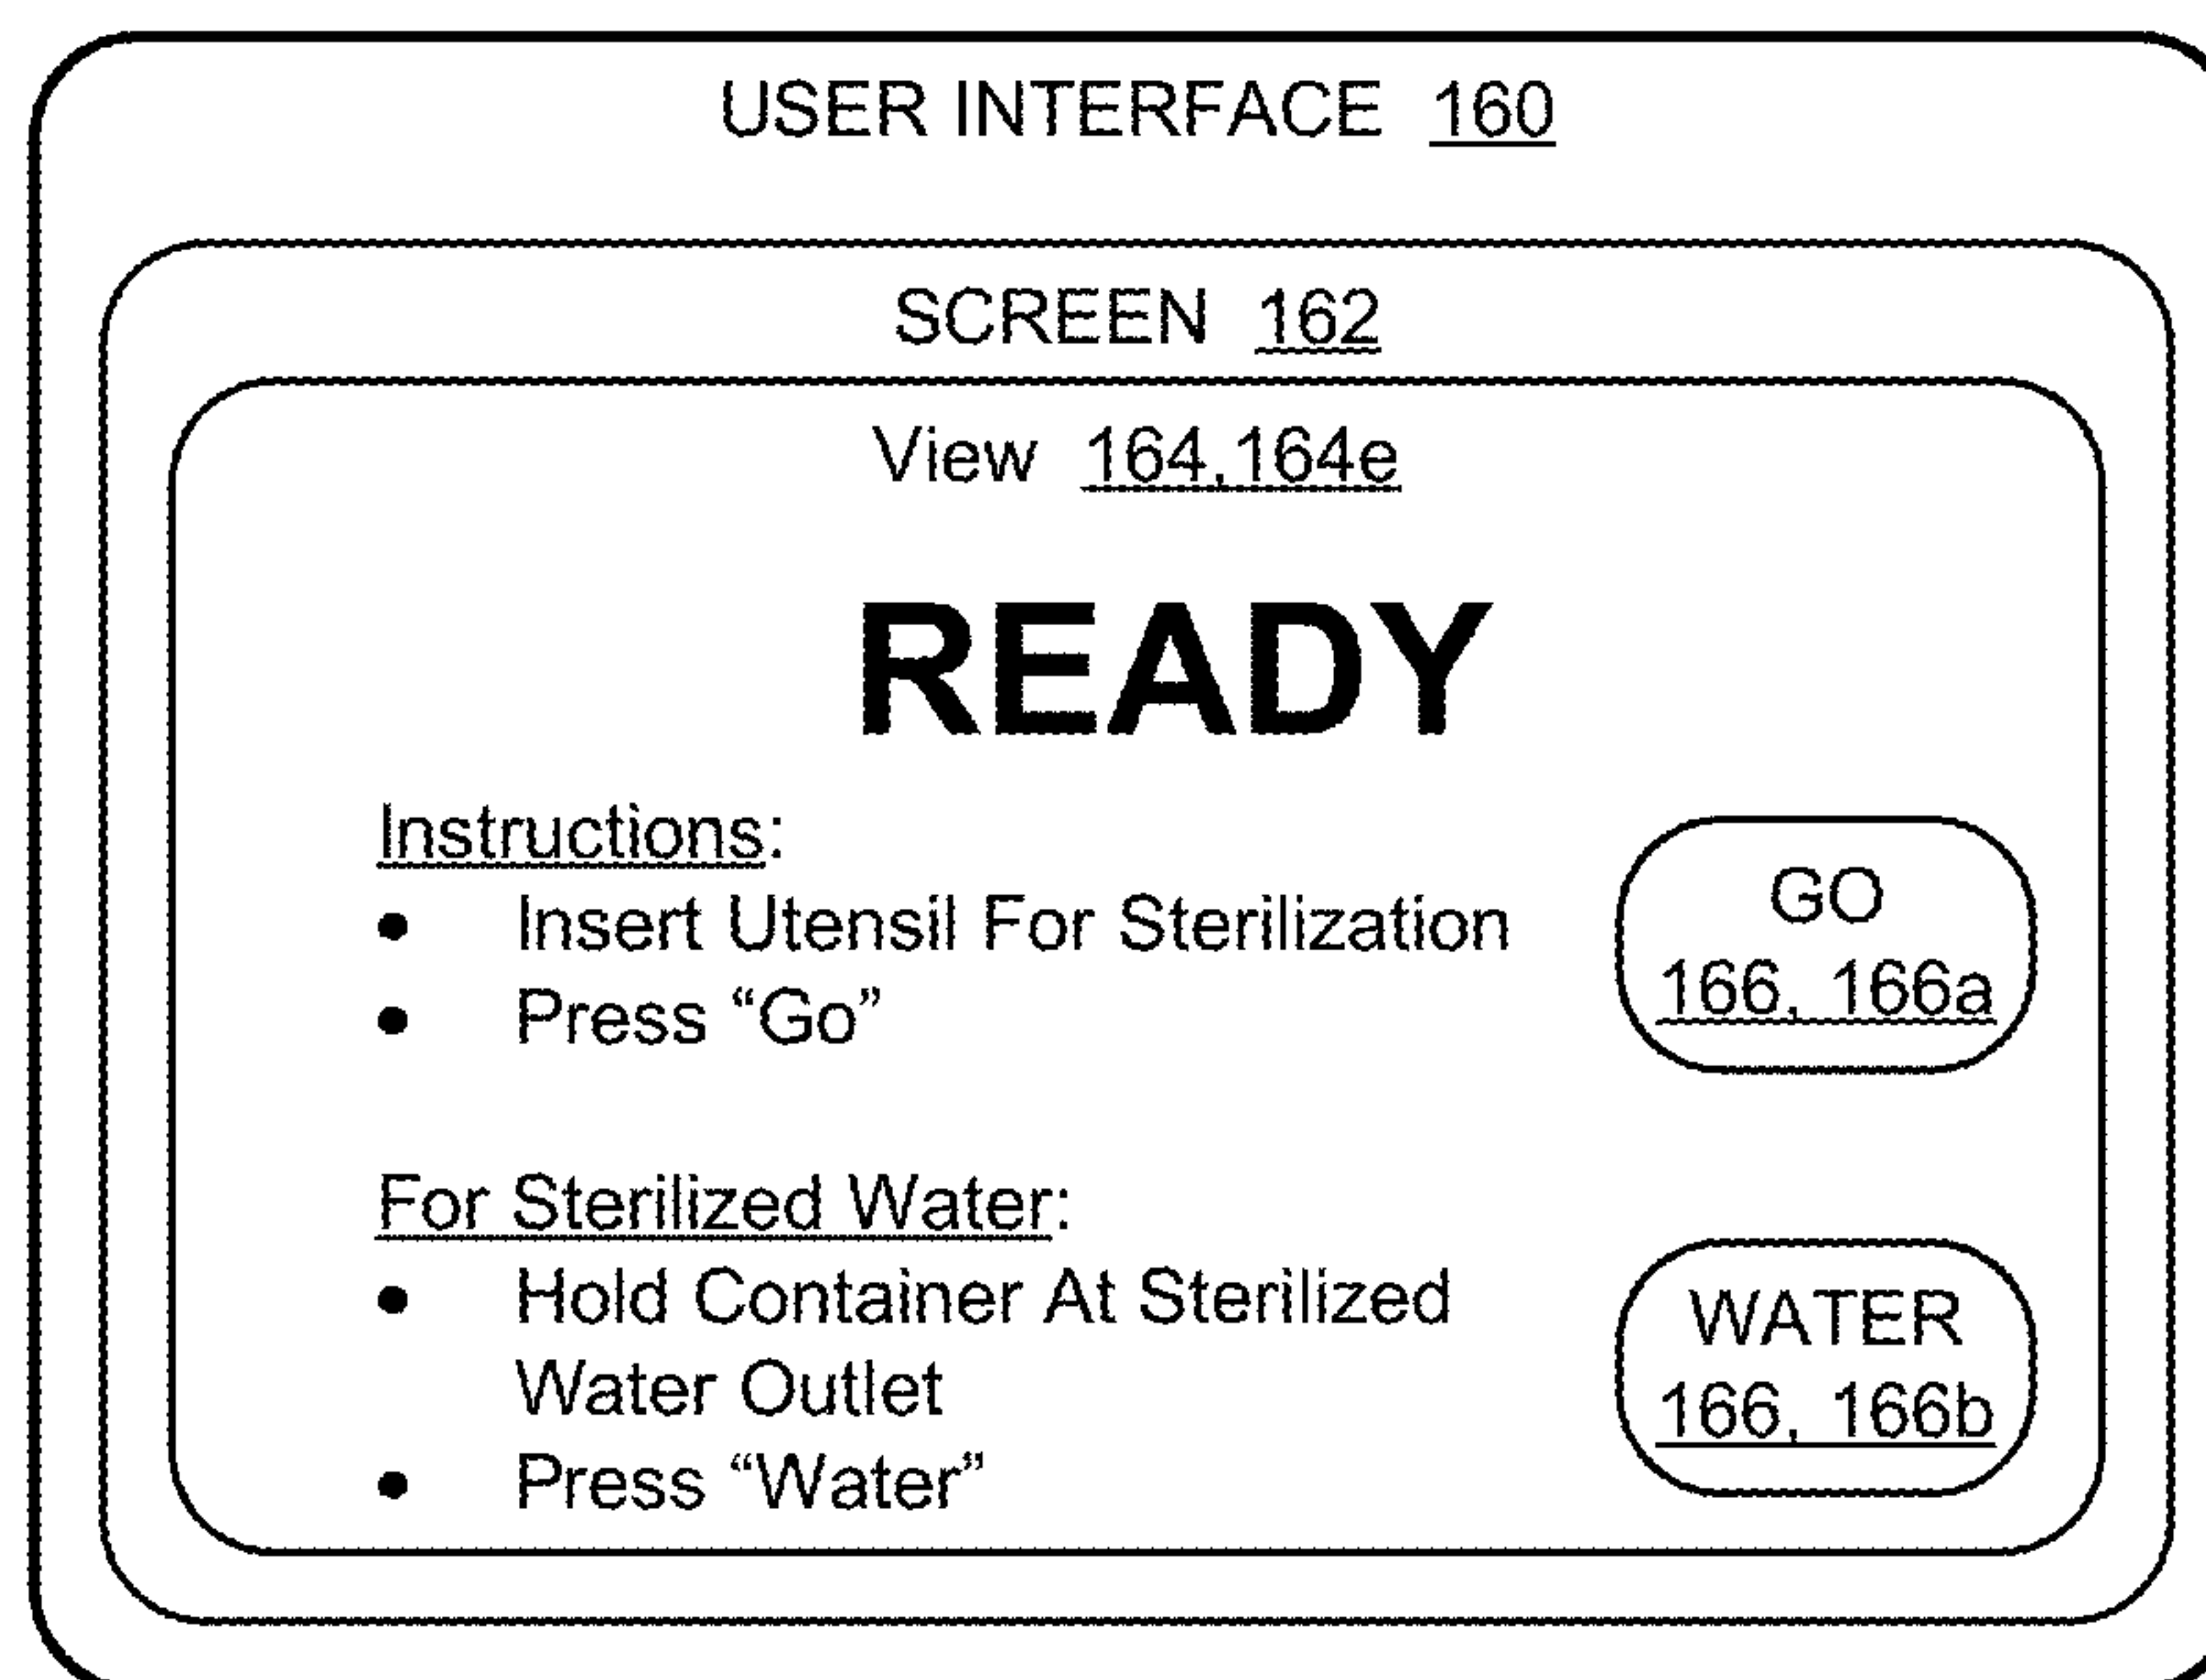 USER INTERFACE 160
SCREEN 162
View 164,164e
READY
Instructions:
• Insert Utensil For Sterilization
• Press “Go”
GO
166, 166a
For Sterilized Water:
• Hold Container At Sterilized
Water Outlet
• Press “Water”
WATER
166, 166b